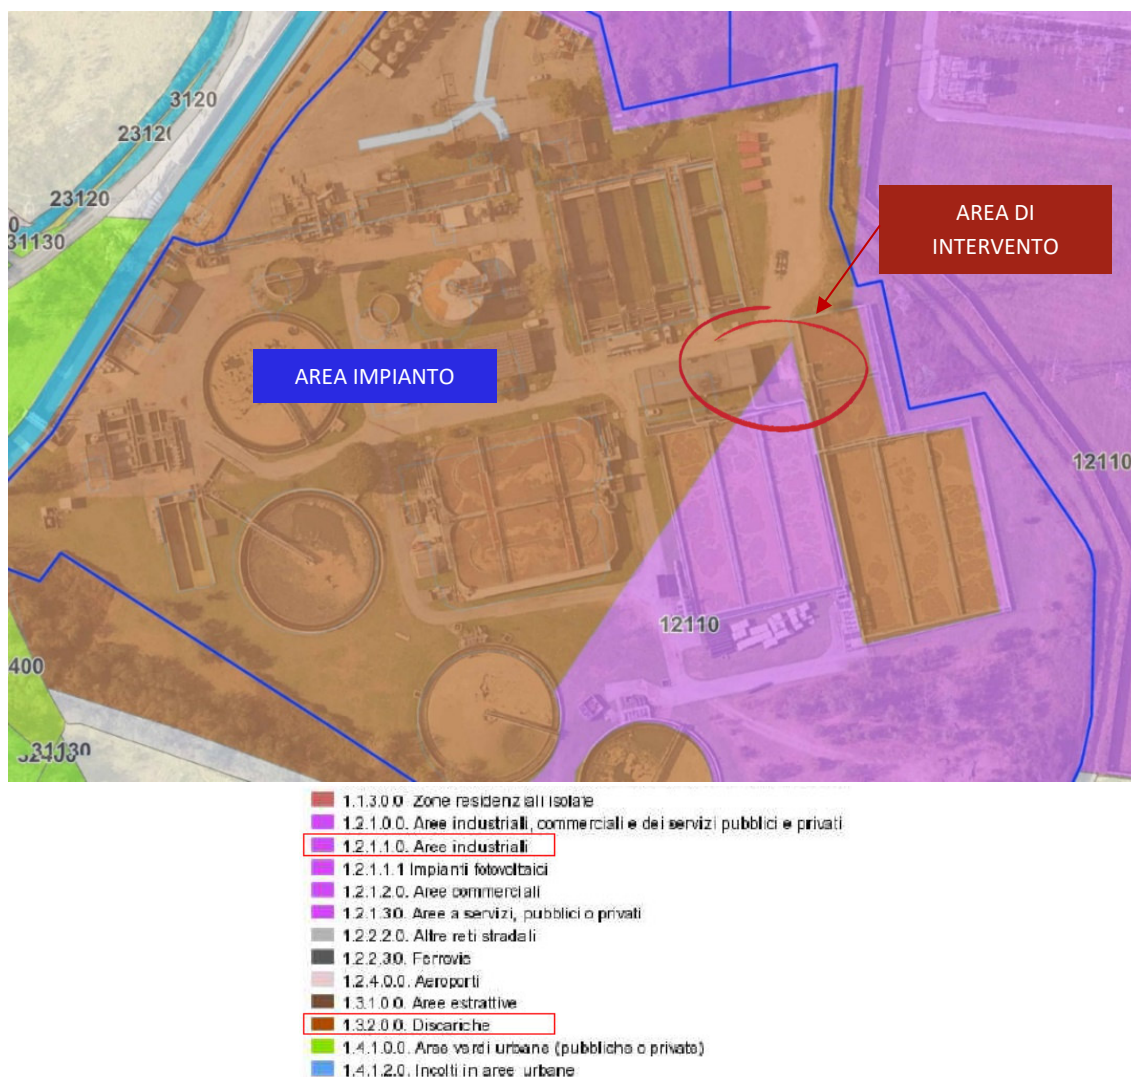 3120
23120
23120
0
31130
AREA DI
INTERVENTO
AREA IMPIANTO
12110
12110
400
31130
1.1.3.0.0 Zone residenziali isolate
1.2.1.0.0. Aree industriali, commerciali e dei servizi pubblici e privati
1.2.1.1.0. Aree industriali
1.2.1.1.1 Impianti fotovoltaici
1.2.1.2.0. Aree commerciali
1.2.1.3.0. Aree a servizi, pubblici o privati
1.2.2.2.0. Altre reti stradali
1.2.2.3.0. Ferrovie
1.2.4.0.0. Aeroporti
1.3.1.0.0. Aree estrattive
1.3.2.0.0. Discariche
1.4.1.0.0. Aree verdi urbane (pubbliche o private)
1.4.1.2.0. Incolti in aree urbane